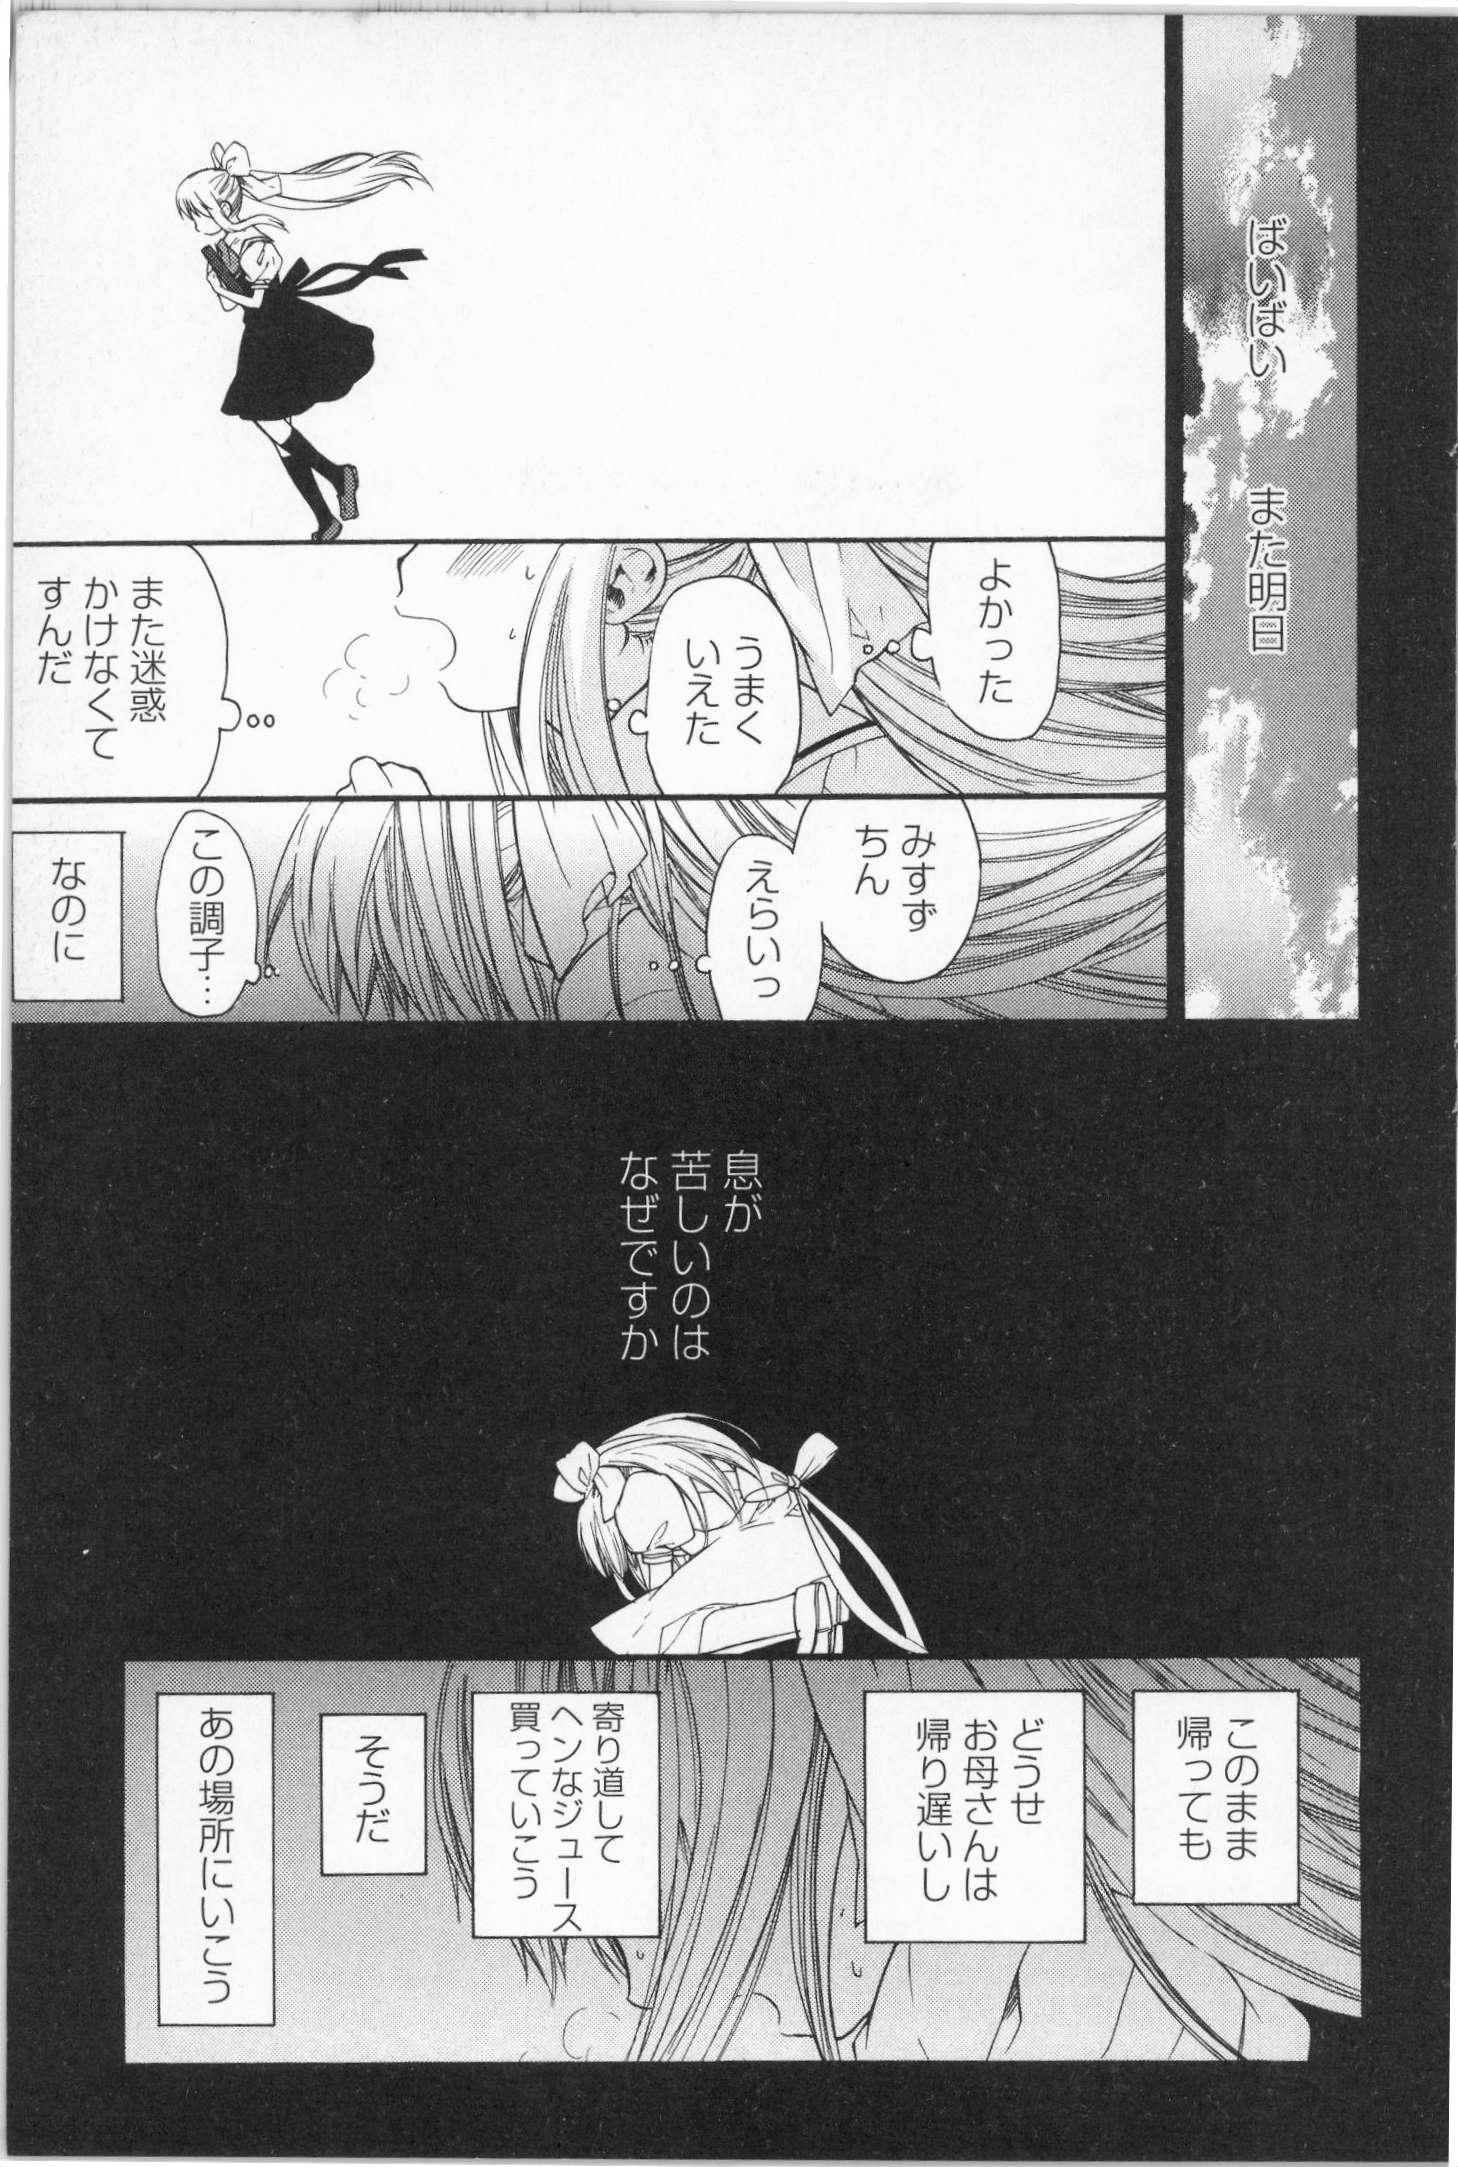 ばいばい
また明日
よかった
うまく
いえた
また迷惑
かけなくて
すんだ
みすず
ちん
えらいっ
この調子…
なのに
息が
苦しいのは
なぜですか
このまま
帰っても
どうせ
お母さんは
帰り遅いし
寄り道して
ヘンなジュース
買っていこう
そうだ
あの場所にいこう